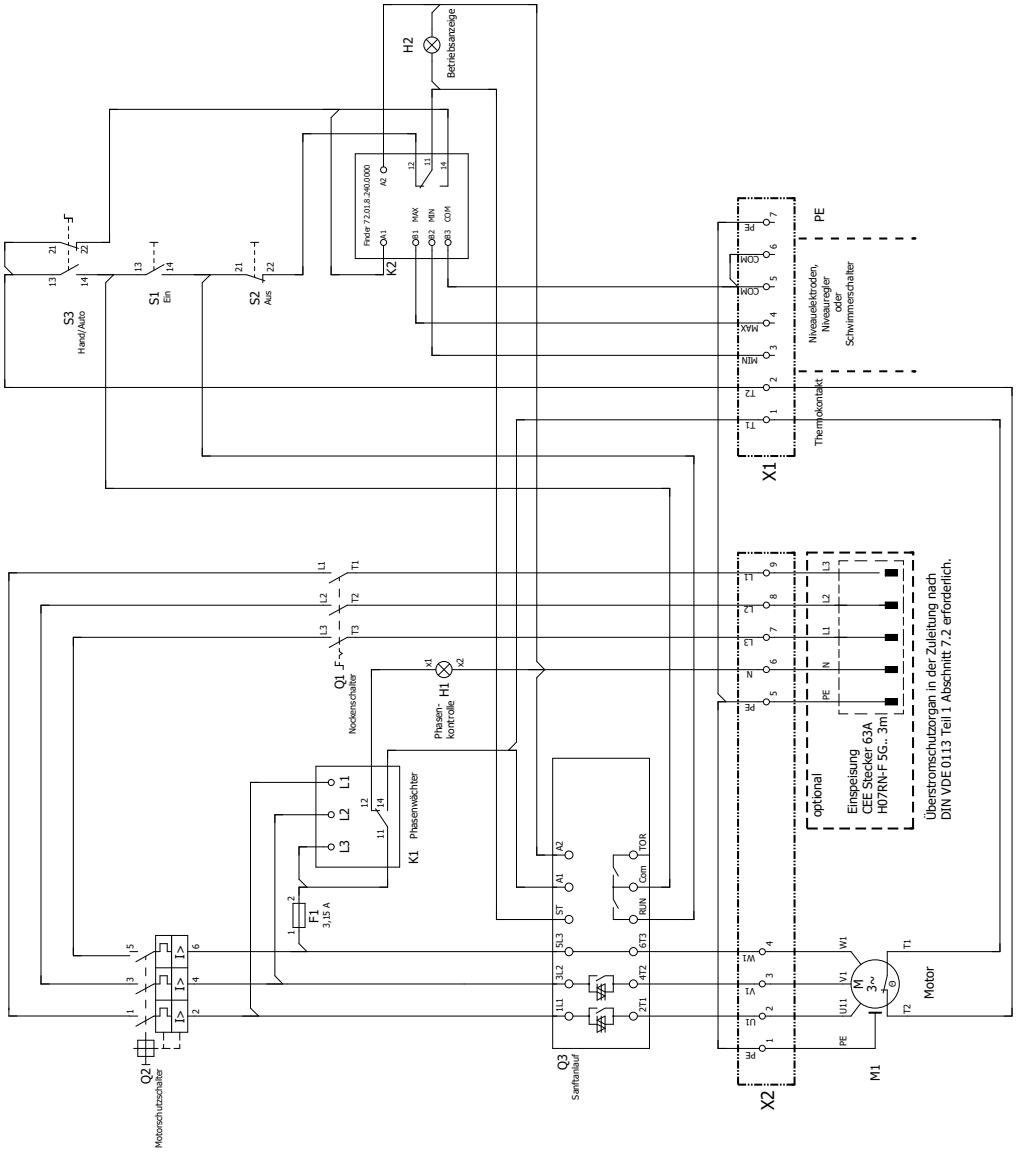 H2
Betriebsanzeige
Finder 72.01.8.240.0000
A2
12
11
14
A1
B1 MAX
B2 MIN
B3 COM
K2
21
22
13
14
S3
Hand/Auto
13
14
S1
Ein
21
22
S2
Aus
PE
7
PE
COM
6
COM
5
MAX
4
MIN
3
T2
2
T1
1
Niveauelektroden,
Niveauregler
oder
Schwimmerschalter
Thermokontakt
X1
L1
T1
L2
T2
L3
T3
Q1
Nockenschalter
x1
x2
H1
Phasen-
kontrolle
L1
L2
L3
12
14
11
K1 Phasenwächter
1
2
F1
3,15 A
5
6
3
4
1
2
I>
I>
I>
Q2
Motorschutzschalter
A2
A1
ST
5L3
3L2
1L1
TOR
Com
RUN
6T3
4T2
2T1
Q3
Sanftanlauf
L1
9
L2
8
L3
7
N
6
PE
5
W1
4
V1
3
U1
2
PE
1
X2
L3
L2
L1
N
PE
optional
Einspeisung
CEE Stecker 63A
H07RN-F 5G.. 3m
Überstromschutzorgan in der Zuleitung nach
DIN VDE 0113 Teil 1 Abschnitt 7.2 erforderlich.
W1
V1
U11
PE
M
3~
Θ
T1
T2
Motor
M1